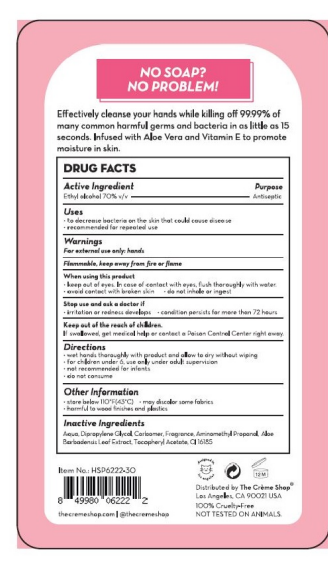 NO SOAP?
NO PROBLEM!
Effectively cleanse your hands while killing off 99.99% of
many common harmful germs and bacteria in as little as 15
seconds. Infused with Aloe Vera and Vitamin E to promote
moisture in skin.
DRUG FACTS
Active Ingredient Purpose
Ethyl alcohol 70% v/v Antiseptic
Uses
• to decrease bacteria on the skin that could cause disease
• recommended for repeated use
Warnings
For external use only: hands
Flammable, keep away from fire or flame
When using this product
• keep out of eyes. In case of contact with eyes, flush thoroughly with water.
• avoid contact with broken skin • do not inhale or ingest
Stop use and ask a doctor if
• irritation or redness develops • condition persists for more than 72 hours
Keep out of the reach of children.
If swallowed, get medical help or contact a Poison Control Center right away.
Directions
• wet hands thoroughly with product and allow to dry without wiping
• for children under 6, use only under adult supervision
• not recommended for infants
• do not consume
Other Information
• store below 110°F(43°C) • may discolor some fabrics
• harmful to wood finishes and plastics
Inactive Ingredients
Aqua, Dipropylene Glycol, Carbomer, Fragrance, Aminomethyl Propanol, Aloe
Barbadensis Leaf Extract, Tocopheryl Acetate, CI 16185
Item No.: HSP6222-30
8 49980 06222 2
thecremeshop.com | @thecremeshop
12M
Distributed by The Crème Shop®
Los Angeles, CA 90021 USA
100% Cruelty-Free
NOT TESTED ON ANIMALS.